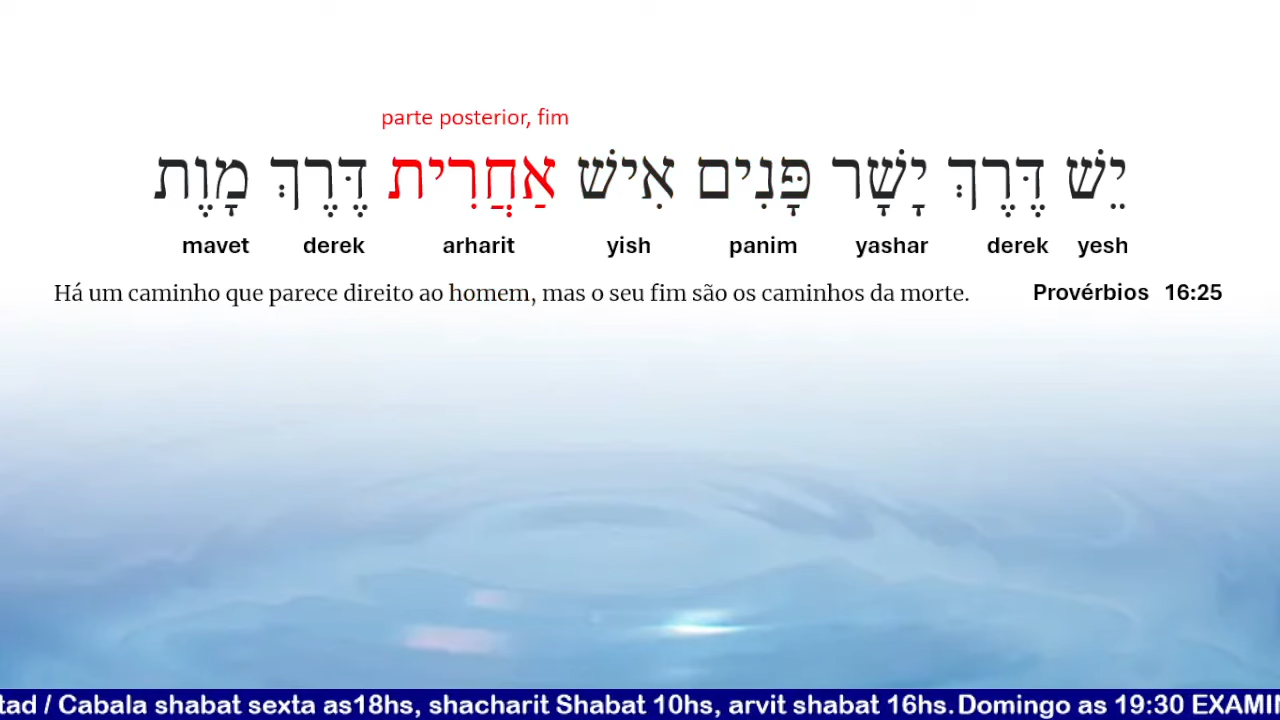 parte posterior, fim
יֵשׁ דֶּרֶךְ יָשָׁר פָּנִים אִישׁ אַחֲרִית דֶּרֶךְ מָוֶת
mavet derek arharit yish panim yashar derek yesh
Há um caminho que parece direito ao homem, mas o seu fim são os caminhos da morte. Provérbios 16:25
tad / Cabala shabat sexta as18hs, shacharit Shabat 10hs, arvit shabat 16hs. Domingo as 19:30 EXAMI